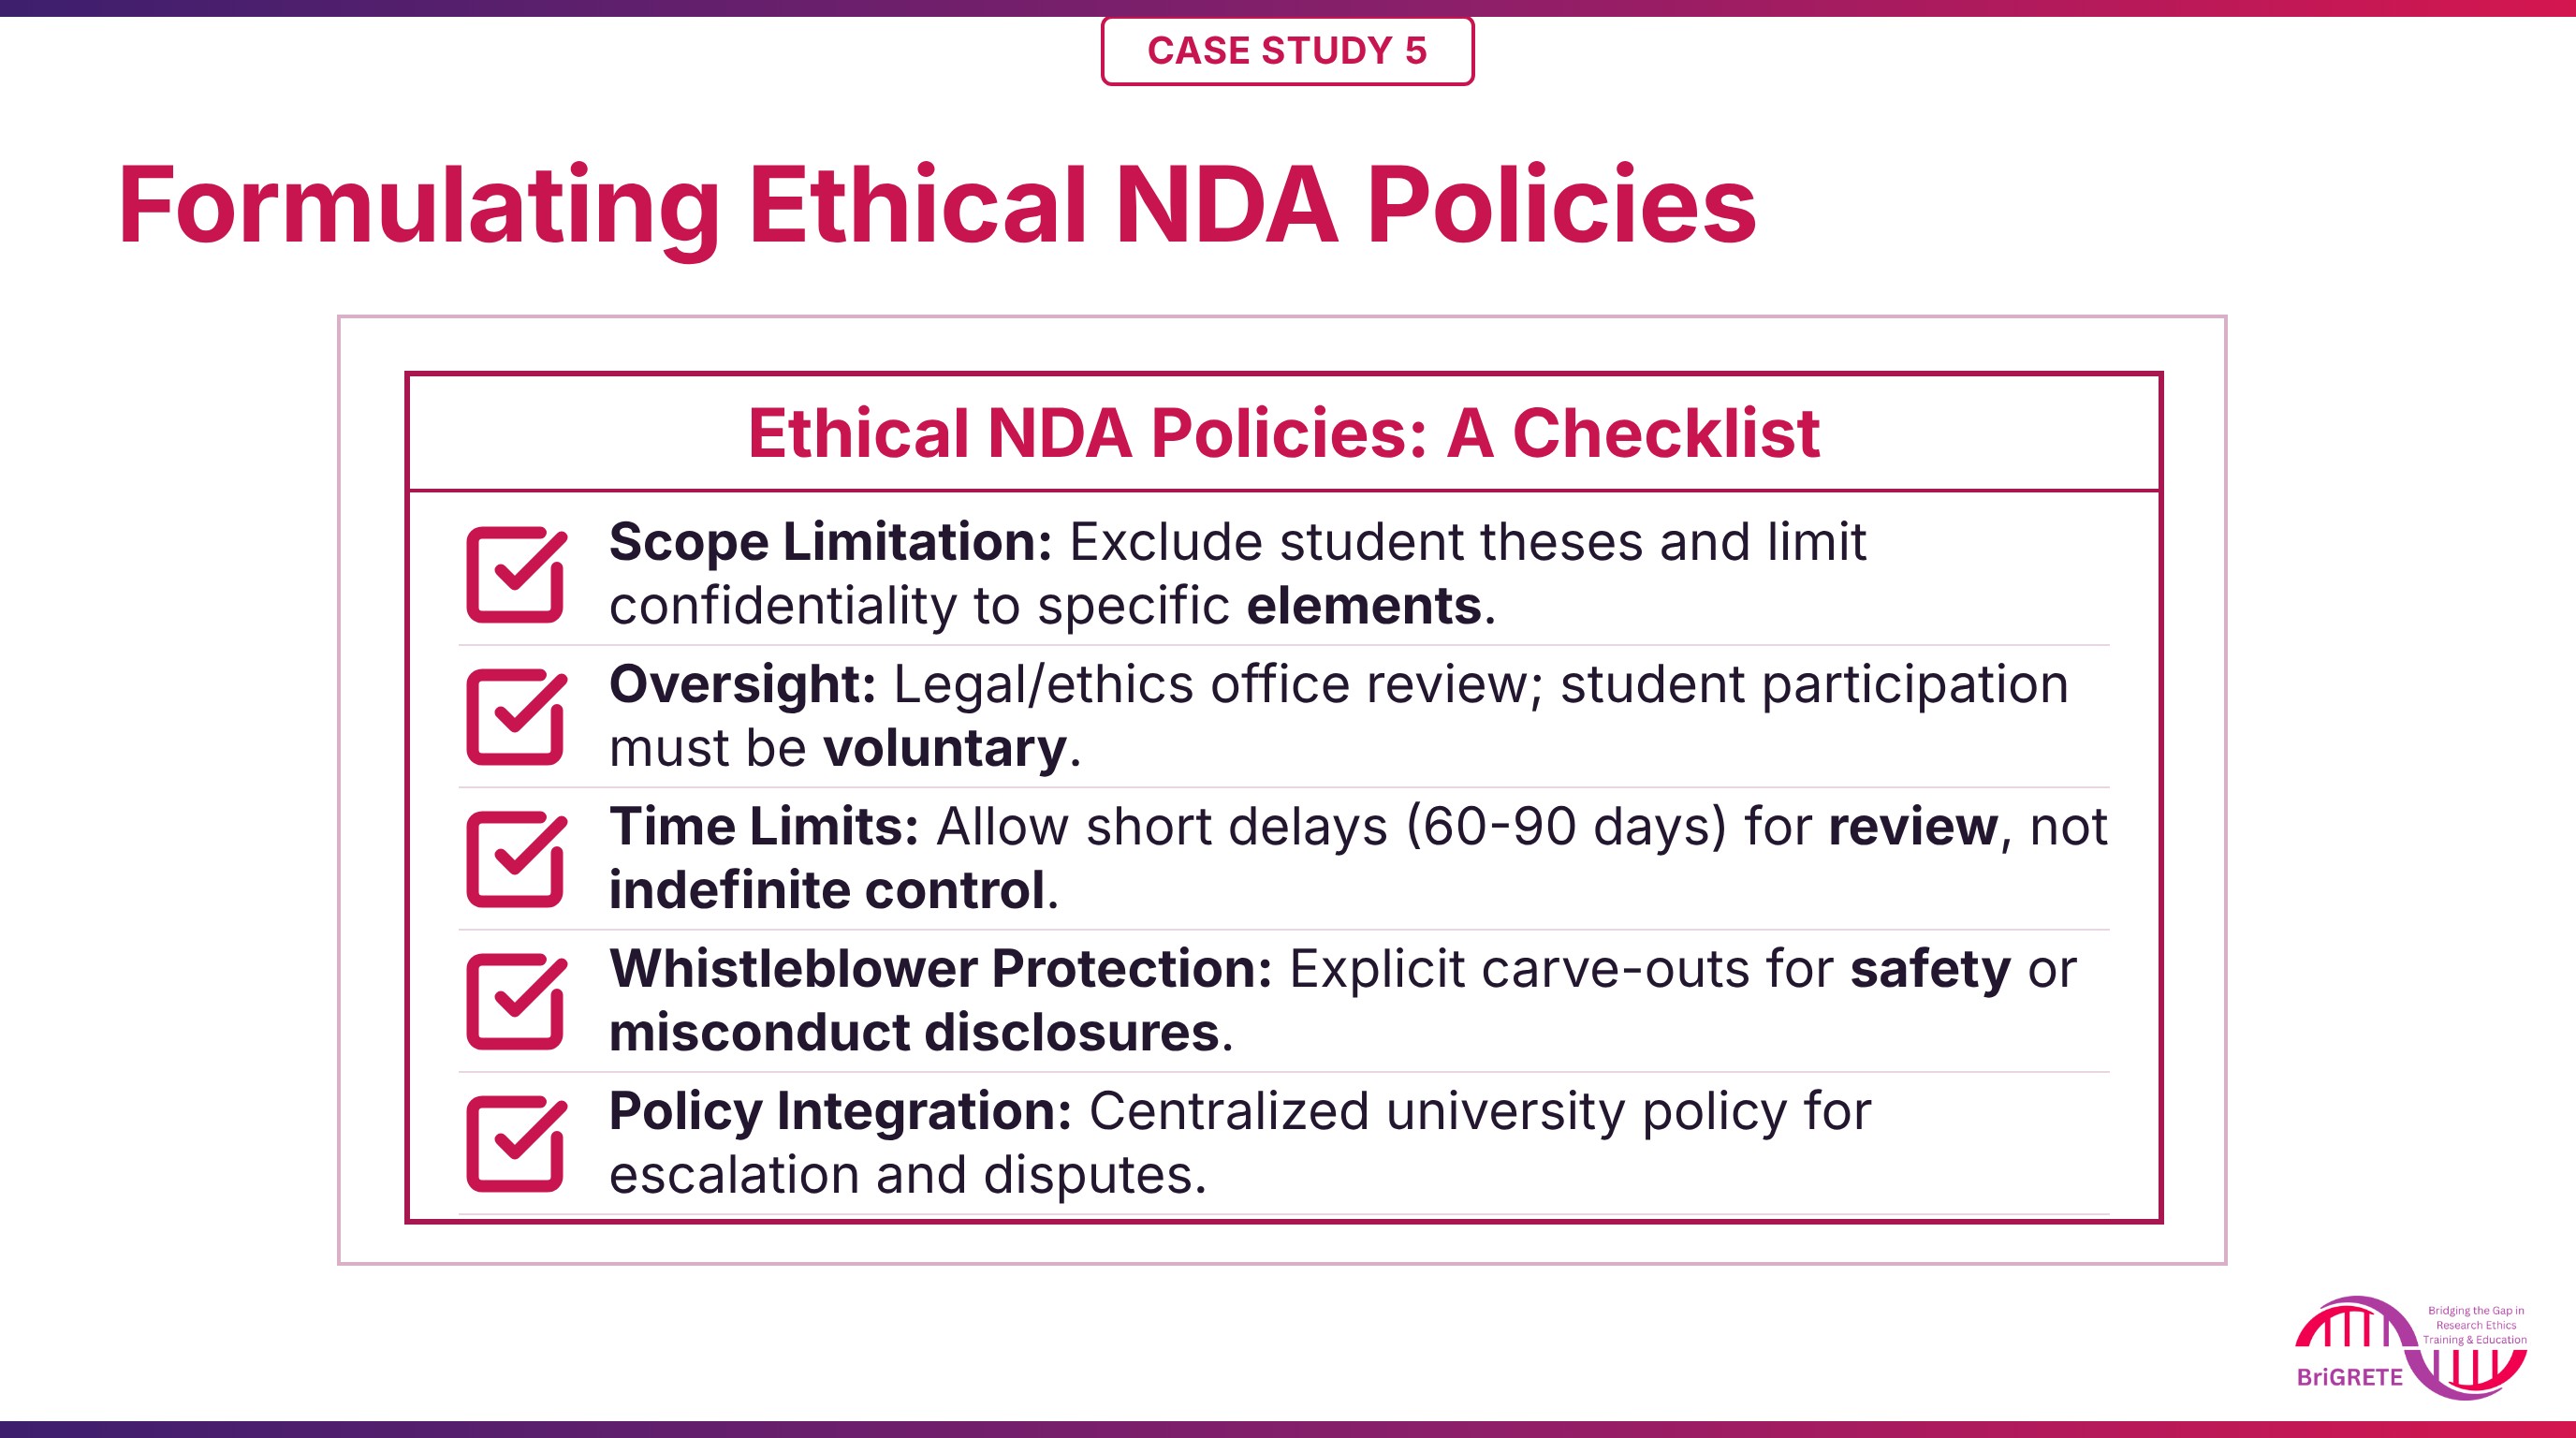 CASE STUDY 5
Formulating Ethical NDA Policies
Ethical NDA Policies: A Checklist
Scope Limitation: Exclude student theses and limit
confidentiality to specific elements.
Oversight: Legal/ethics office review; student participation
must be voluntary.
Time Limits: Allow short delays (60-90 days) for review, not
indefinite control.
Whistleblower Protection: Explicit carve-outs for safety or
misconduct disclosures.
Policy Integration: Centralized university policy for
escalation and disputes.
Bridging the Gap in
Research Ethics
Training & Education
BriGRETE